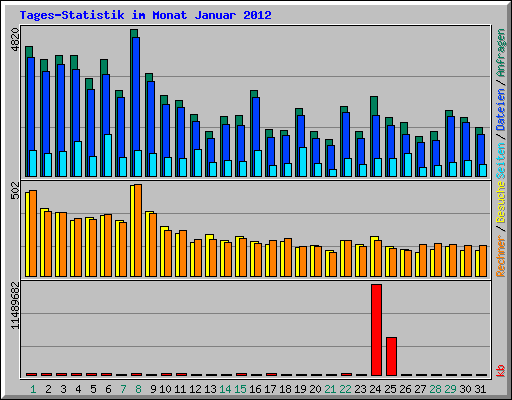 Tages-Statistik im Monat Januar 2012
4820
502
11489682
Rechner / Besuche Seiten / Dateien / Anfragen
kb
1 2 3 4 5 6 7 8 9 10 11 12 13 14 15 16 17 18 19 20 21 22 23 24 25 26 27 28 29 30 31